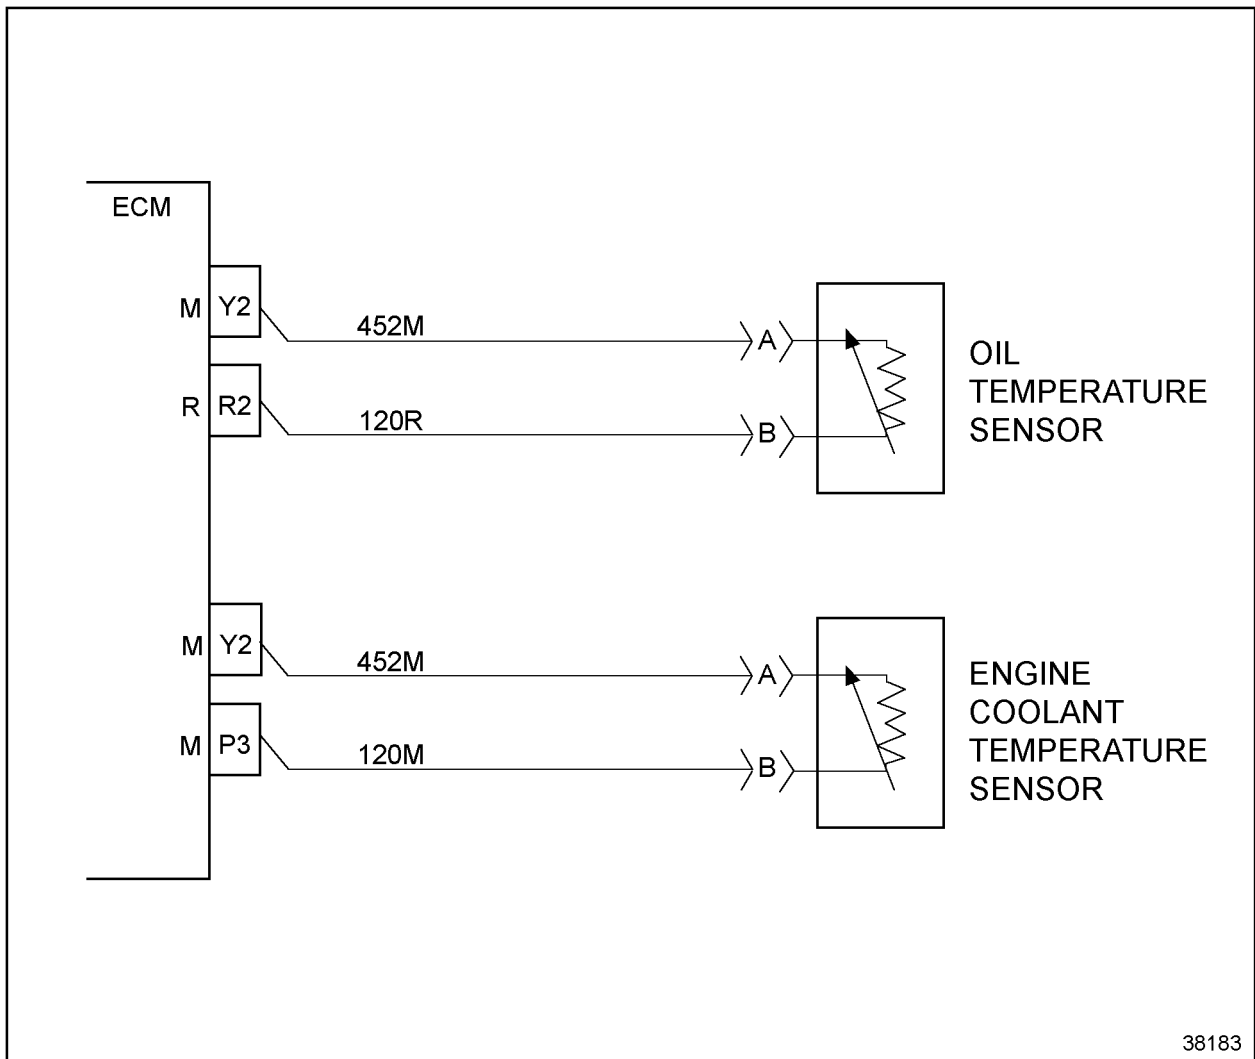 ECM
M Y2 452M A
R R2 120R B
OIL
TEMPERATURE
SENSOR
M Y2 452M A
M P3 120M B
ENGINE
COOLANT
TEMPERATURE
SENSOR
38183